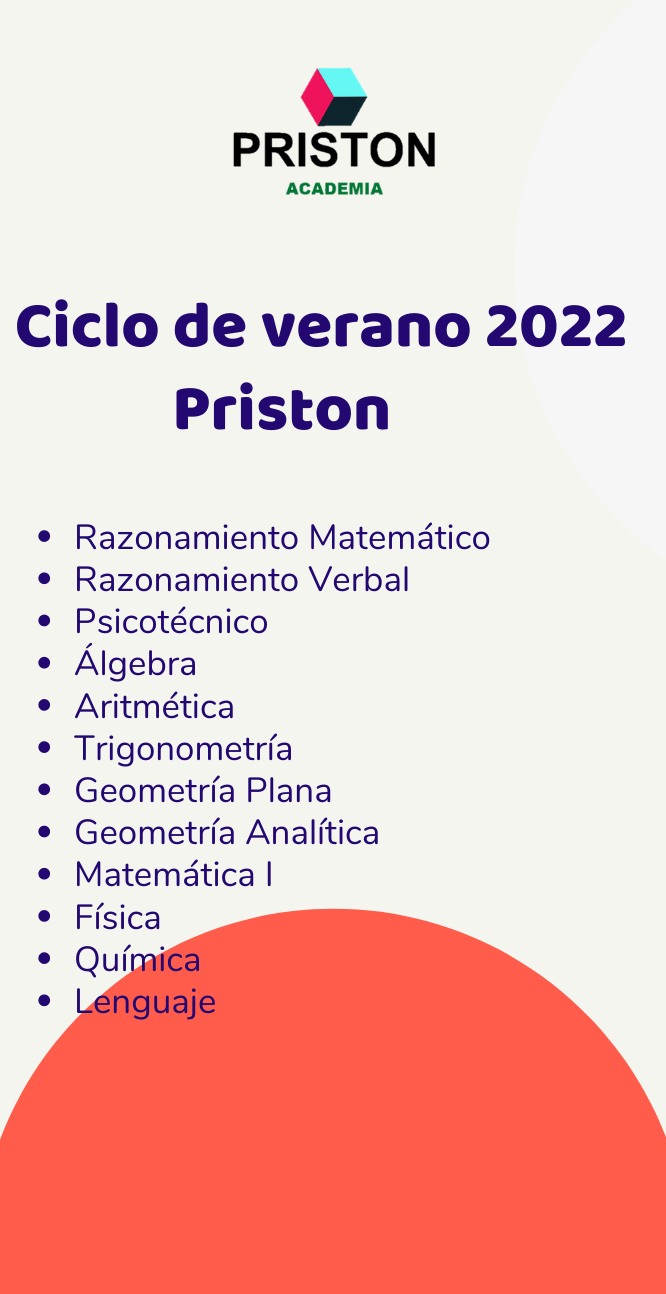 PRISTON
ACADEMIA
Ciclo de verano 2022
Priston
• Razonamiento Matemático
• Razonamiento Verbal
• Psicotécnico
• Álgebra
• Aritmética
• Trigonometría
• Geometría Plana
• Geometría Analítica
• Matemática I
• Física
• Química
• Lenguaje